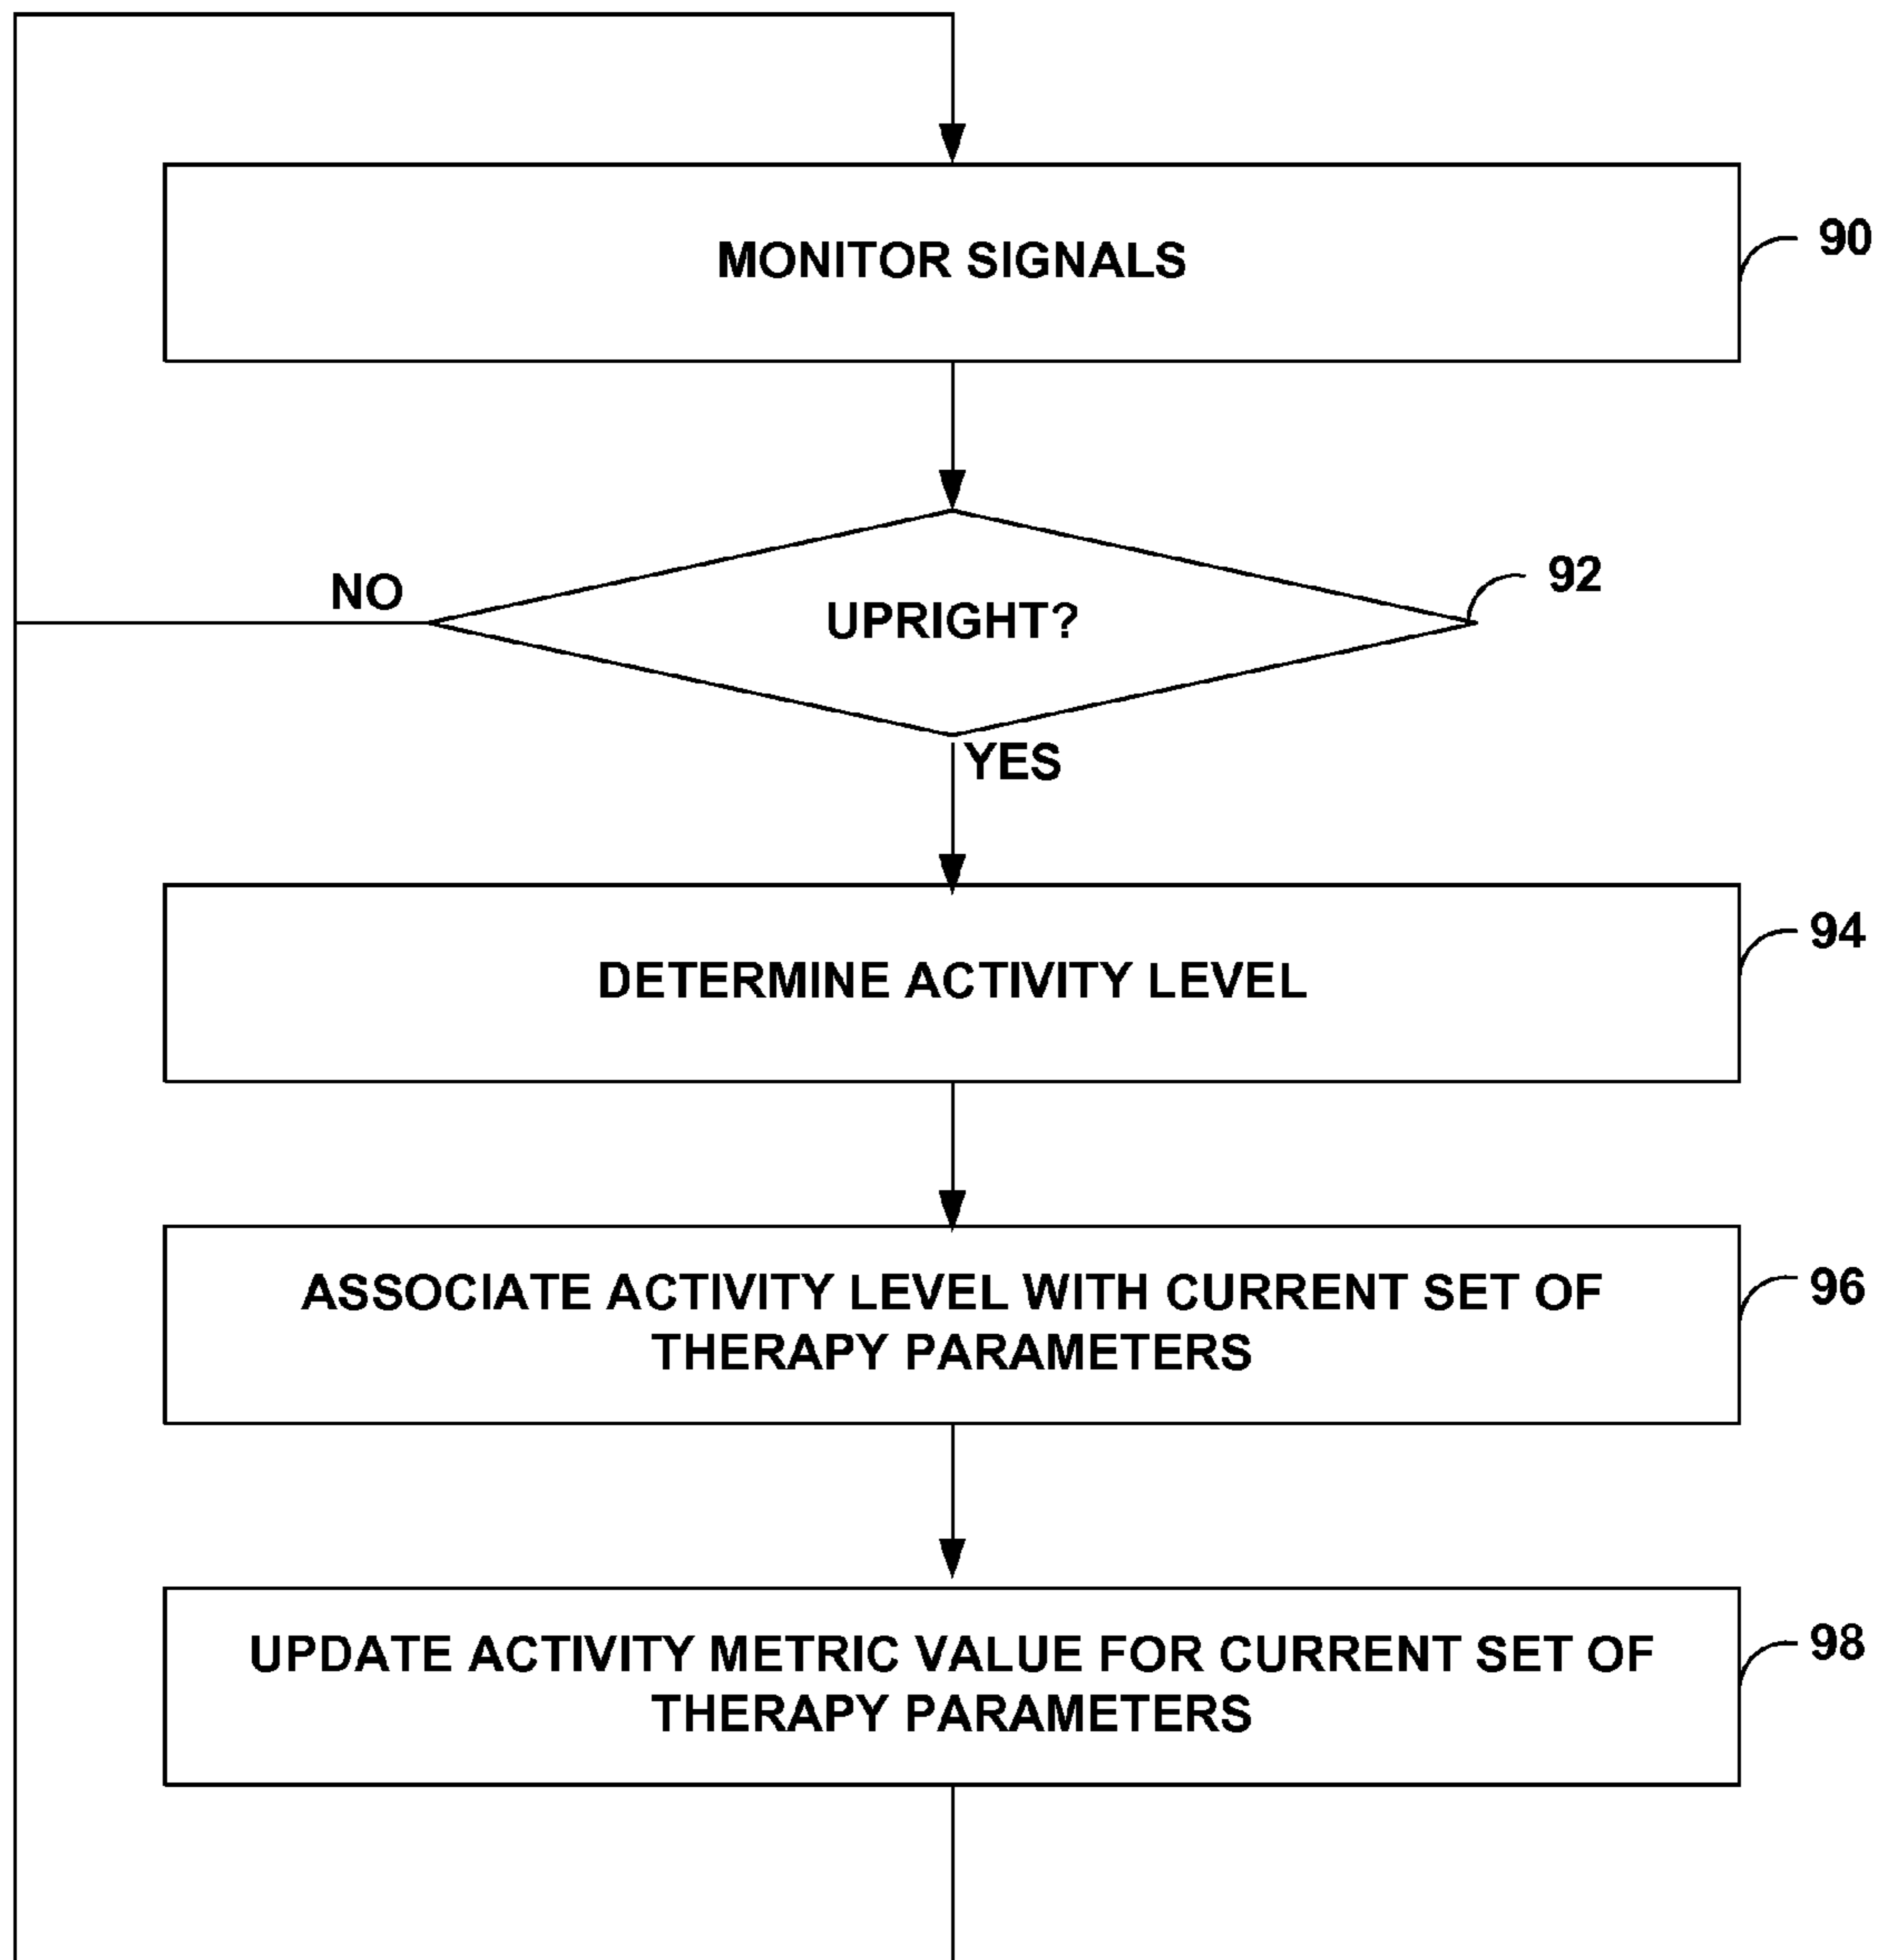 MONITOR SIGNALS
90
NO
UPRIGHT?
92
YES
DETERMINE ACTIVITY LEVEL
94
ASSOCIATE ACTIVITY LEVEL WITH CURRENT SET OF
THERAPY PARAMETERS
96
UPDATE ACTIVITY METRIC VALUE FOR CURRENT SET OF
THERAPY PARAMETERS
98